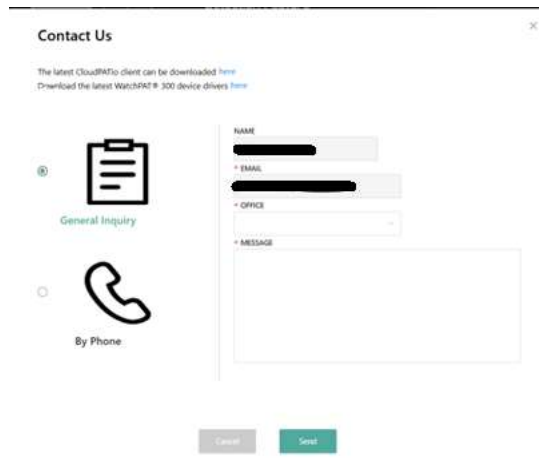 Contact Us
The latest CloudPATio client can be downloaded here
Download the latest WatchPAT® 300 device drivers here
NAME
* EMAIL
* OFFICE
General Inquiry
* MESSAGE
By Phone
Cancel
Send